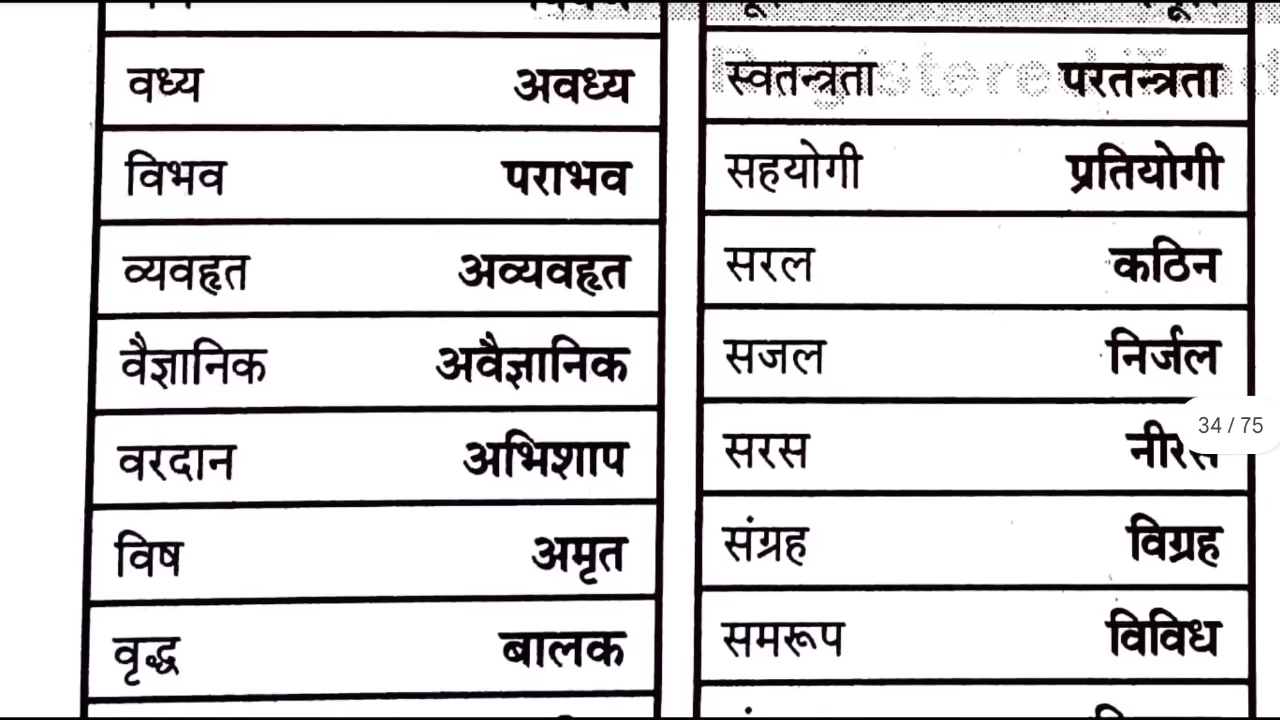 वध्य अवध्य
विभव पराभव
व्यवहृत अव्यवहृत
वैज्ञानिक अवैज्ञानिक
वरदान अभिशाप
विष अमृत
वृद्ध बालक
स्वतन्त्रता परतन्त्रता
सहयोगी प्रतियोगी
सरल कठिन
सजल निर्जल
सरस नीरस
संग्रह विग्रह
समरूप विविध
34 / 75